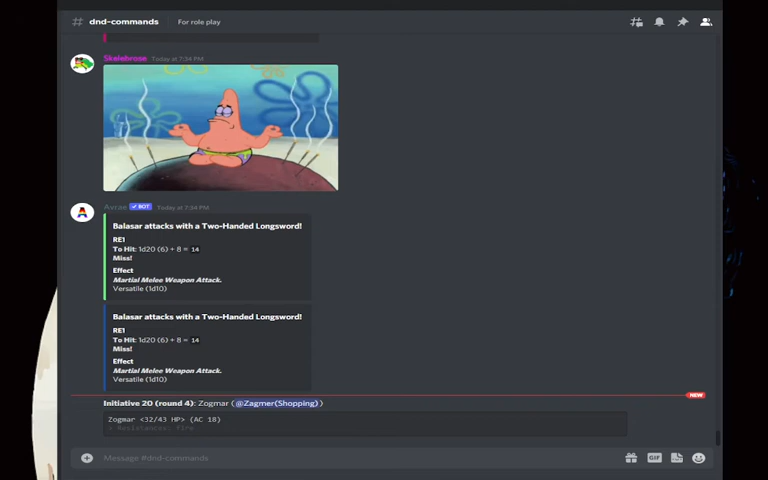 # dnd-commands For role play
Skelebrose Today at 7:34 PM
Avrae ✓ BOT Today at 7:34 PM
Balasar attacks with a Two-Handed Longsword!
RE1
To Hit: 1d20 (6) + 8 = 14
Miss!
Effect
Martial Melee Weapon Attack.
Versatile (1d10)
Balasar attacks with a Two-Handed Longsword!
RE1
To Hit: 1d20 (6) + 8 = 14
Miss!
Effect
Martial Melee Weapon Attack.
Versatile (1d10)
NEW
Initiative 20 (round 4): Zogmar (@Zagmer(Shopping))
Zogmar <32/43 HP> (AC 18)
Resistances: fire
Message #dnd-commands
GIF